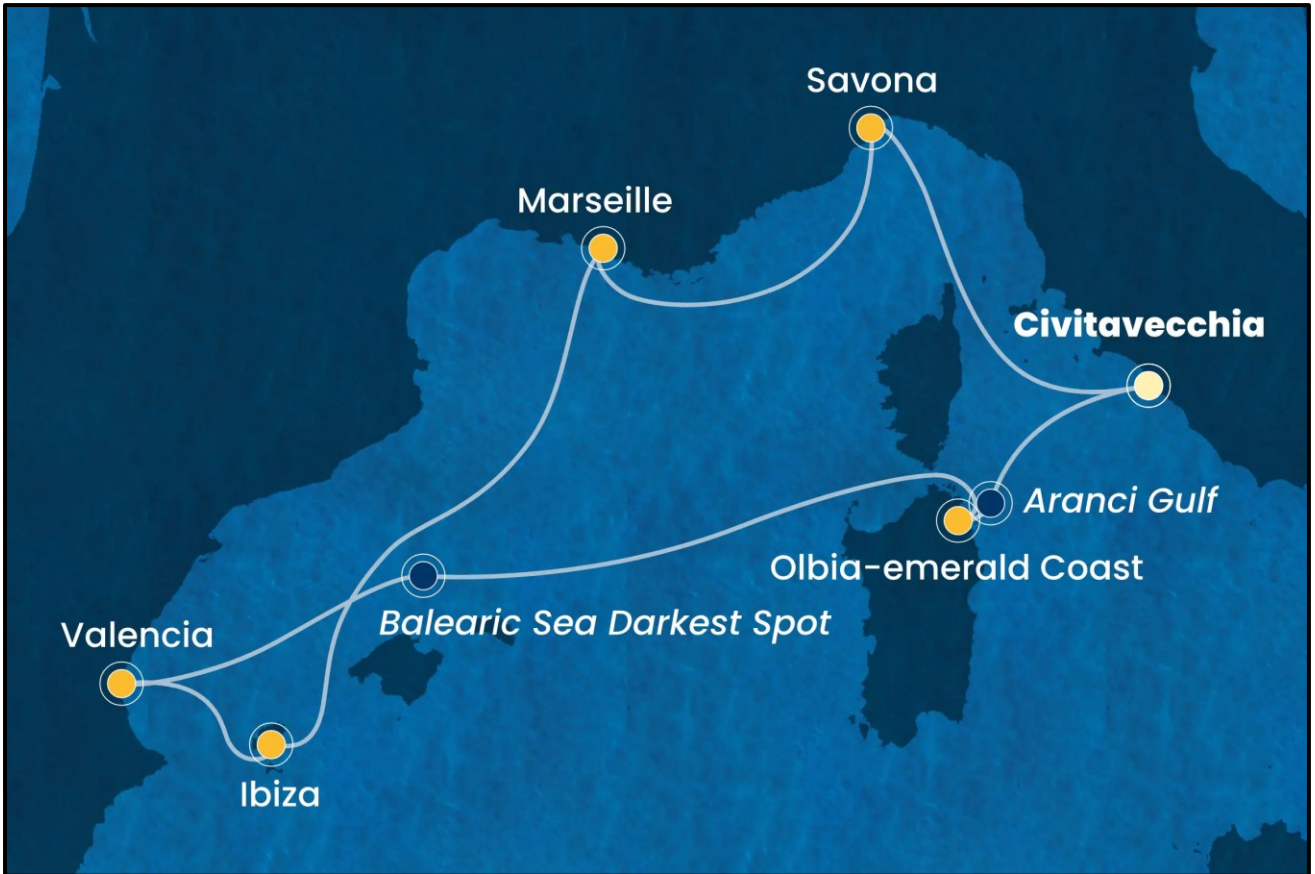 Savona
Marseille
Civitavecchia
Aranci Gulf
Olbia-emerald Coast
Balearic Sea Darkest Spot
Valencia
Ibiza